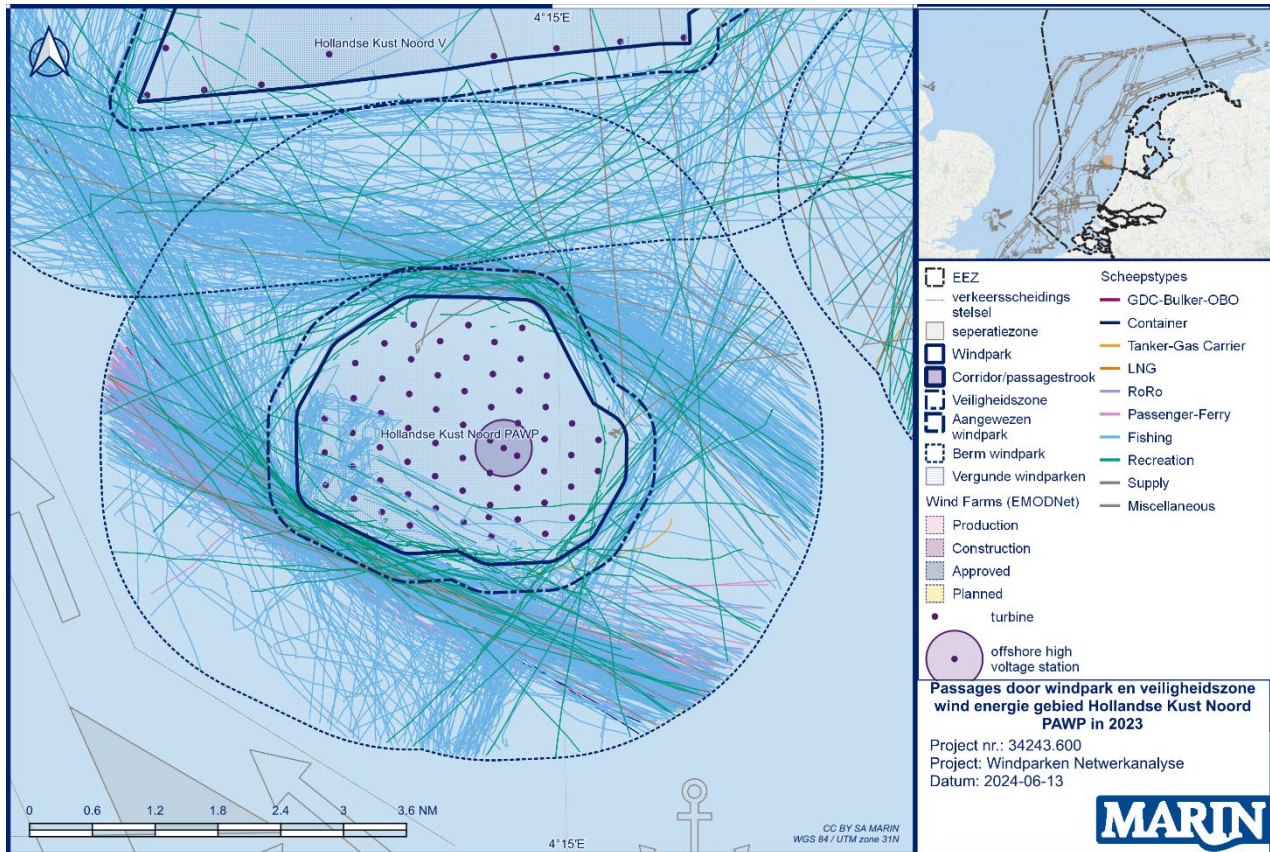 4°15'E
Hollandse Kust Noord V
Hollandse Kust Noord PAWP
0 0.6 1.2 1.8 2.4 3 3.6 NM
4°15'E
CC BY SA MARIN
WGS 84 / UTM zone 31N
EEZ
verkeersscheidings
stelsel
seperatiezone
Windpark
Corridor/passagestrook
Veiligheidszone
Aangewezen
windpark
Berm windpark
Vergunde windparken
Wind Farms (EMODNet)
Production
Construction
Approved
Planned
turbine
offshore high
voltage station
Scheepstypes
GDC-Bulker-OBO
Container
Tanker-Gas Carrier
LNG
RoRo
Passenger-Ferry
Fishing
Recreation
Supply
Miscellaneous
Passages door windpark en veiligheidszone
wind energie gebied Hollandse Kust Noord
PAWP in 2023
Project nr.: 34243.600
Project: Windparken Netwerkanalyse
Datum: 2024-06-13
MARIN